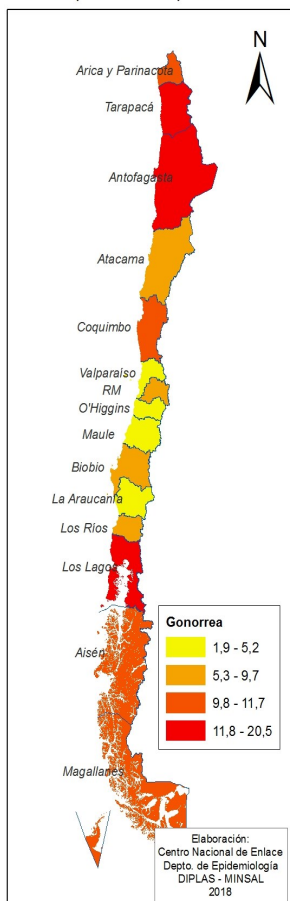 N
Arica y Parinacota
Tarapacá
Antofagasta
Atacama
Coquimbo
Valparaiso
RM
O'Higgins
Maule
Biobio
La Araucanía
Los Ríos
Los Lagos
Aisén
Magallanes
Gonorrea
1,9 - 5,2
5,3 - 9,7
9,8 - 11,7
11,8 - 20,5
Elaboración:
Centro Nacional de Enlace
Depto. de Epidemiología
DIPLAS - MINSAL
2018